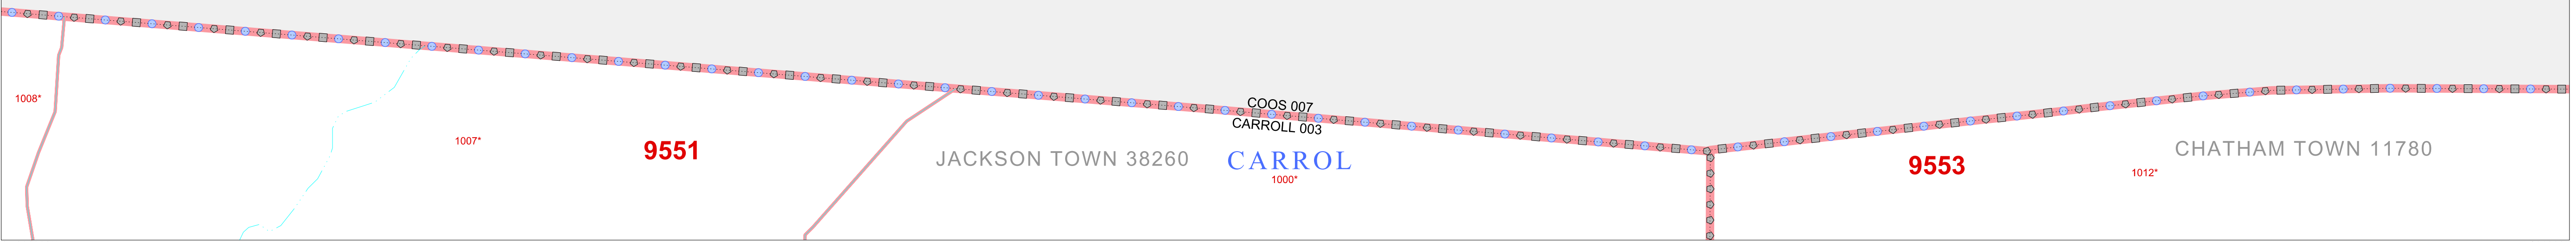 1008*
1007*
9551
JACKSON TOWN 38260
COOS 007
CARROLL 003
CARROL
1000*
9553
1012*
CHATHAM TOWN 11780